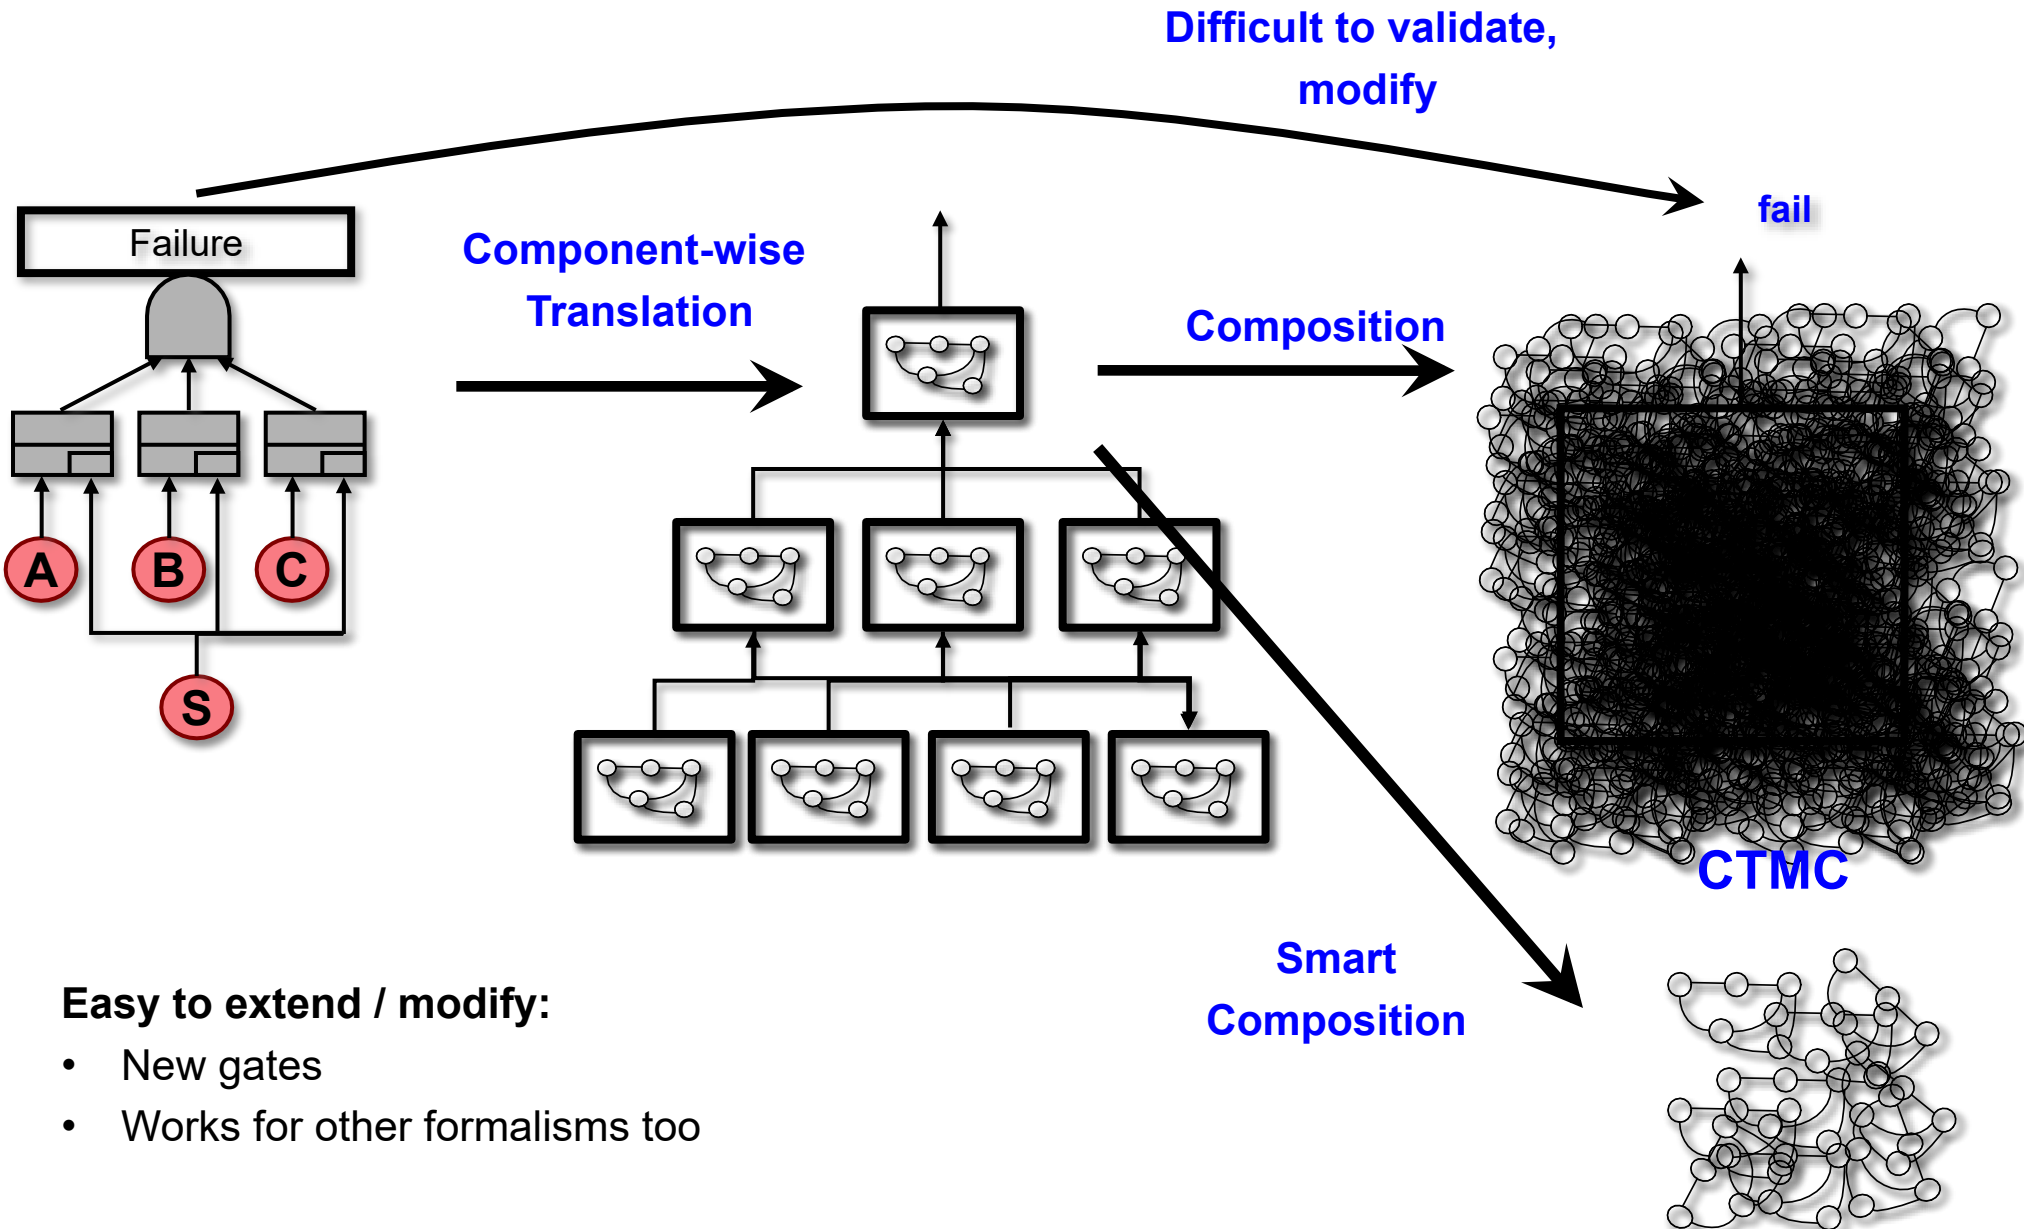 Difficult to validate,
modify
fail
Failure
Component-wise
Translation
Composition
A
B
C
S
CTMC
Smart
Composition
Easy to extend / modify:
• New gates
• Works for other formalisms too